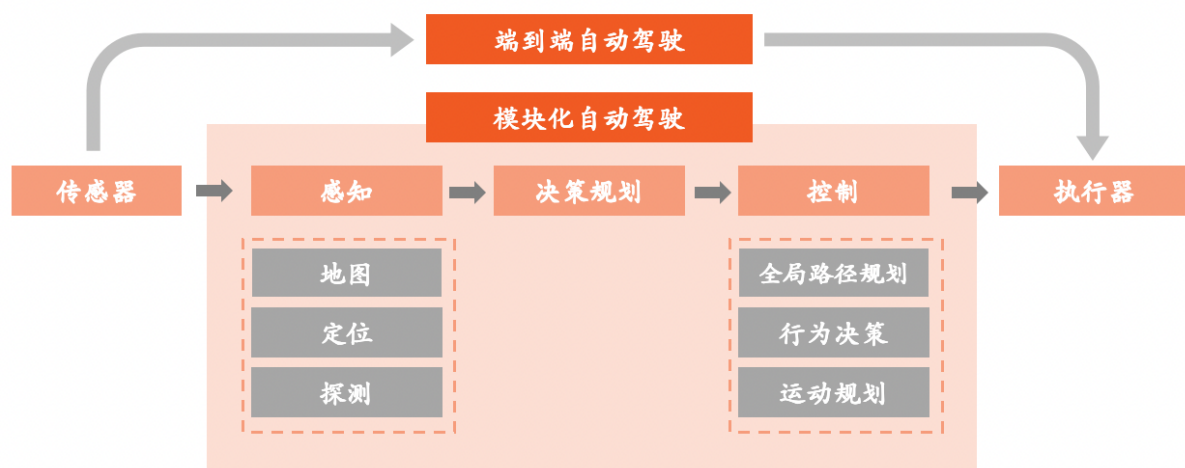 端到端自动驾驶
模块化自动驾驶
传感器
感知
决策规划
控制
执行器
地图
定位
探测
全局路径规划
行为决策
运动规划